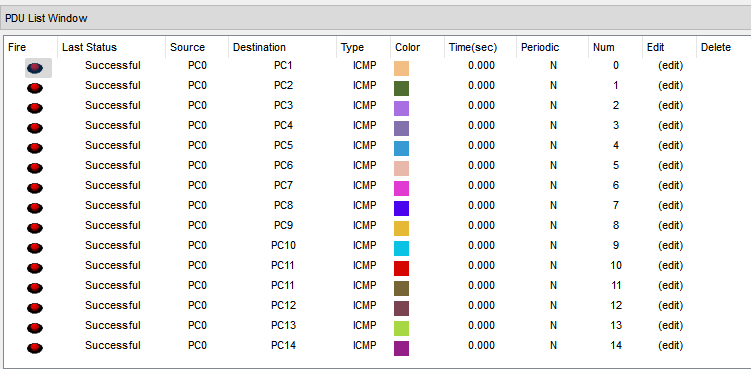 PDU List Window
Fire Last Status Source Destination Type Color Time(sec) Periodic Num Edit Delete
Successful PC0 PC1 ICMP 0.000 N 0 (edit)
Successful PC0 PC2 ICMP 0.000 N 1 (edit)
Successful PC0 PC3 ICMP 0.000 N 2 (edit)
Successful PC0 PC4 ICMP 0.000 N 3 (edit)
Successful PC0 PC5 ICMP 0.000 N 4 (edit)
Successful PC0 PC6 ICMP 0.000 N 5 (edit)
Successful PC0 PC7 ICMP 0.000 N 6 (edit)
Successful PC0 PC8 ICMP 0.000 N 7 (edit)
Successful PC0 PC9 ICMP 0.000 N 8 (edit)
Successful PC0 PC10 ICMP 0.000 N 9 (edit)
Successful PC0 PC11 ICMP 0.000 N 10 (edit)
Successful PC0 PC11 ICMP 0.000 N 11 (edit)
Successful PC0 PC12 ICMP 0.000 N 12 (edit)
Successful PC0 PC13 ICMP 0.000 N 13 (edit)
Successful PC0 PC14 ICMP 0.000 N 14 (edit)